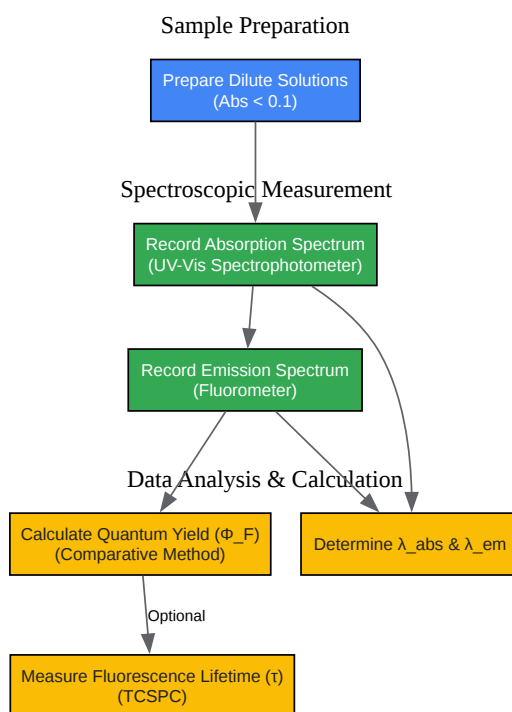 Sample Preparation
Prepare Dilute Solutions
(Abs < 0.1)
Spectroscopic Measurement
Record Absorption Spectrum
(UV-Vis Spectrophotometer)
Record Emission Spectrum
(Fluorometer)
Data Analysis & Calculation
Calculate Quantum Yield (Φ_F)
(Comparative Method)
Determine λ_abs & λ_em
Optional
Measure Fluorescence Lifetime (τ)
(TCSPC)